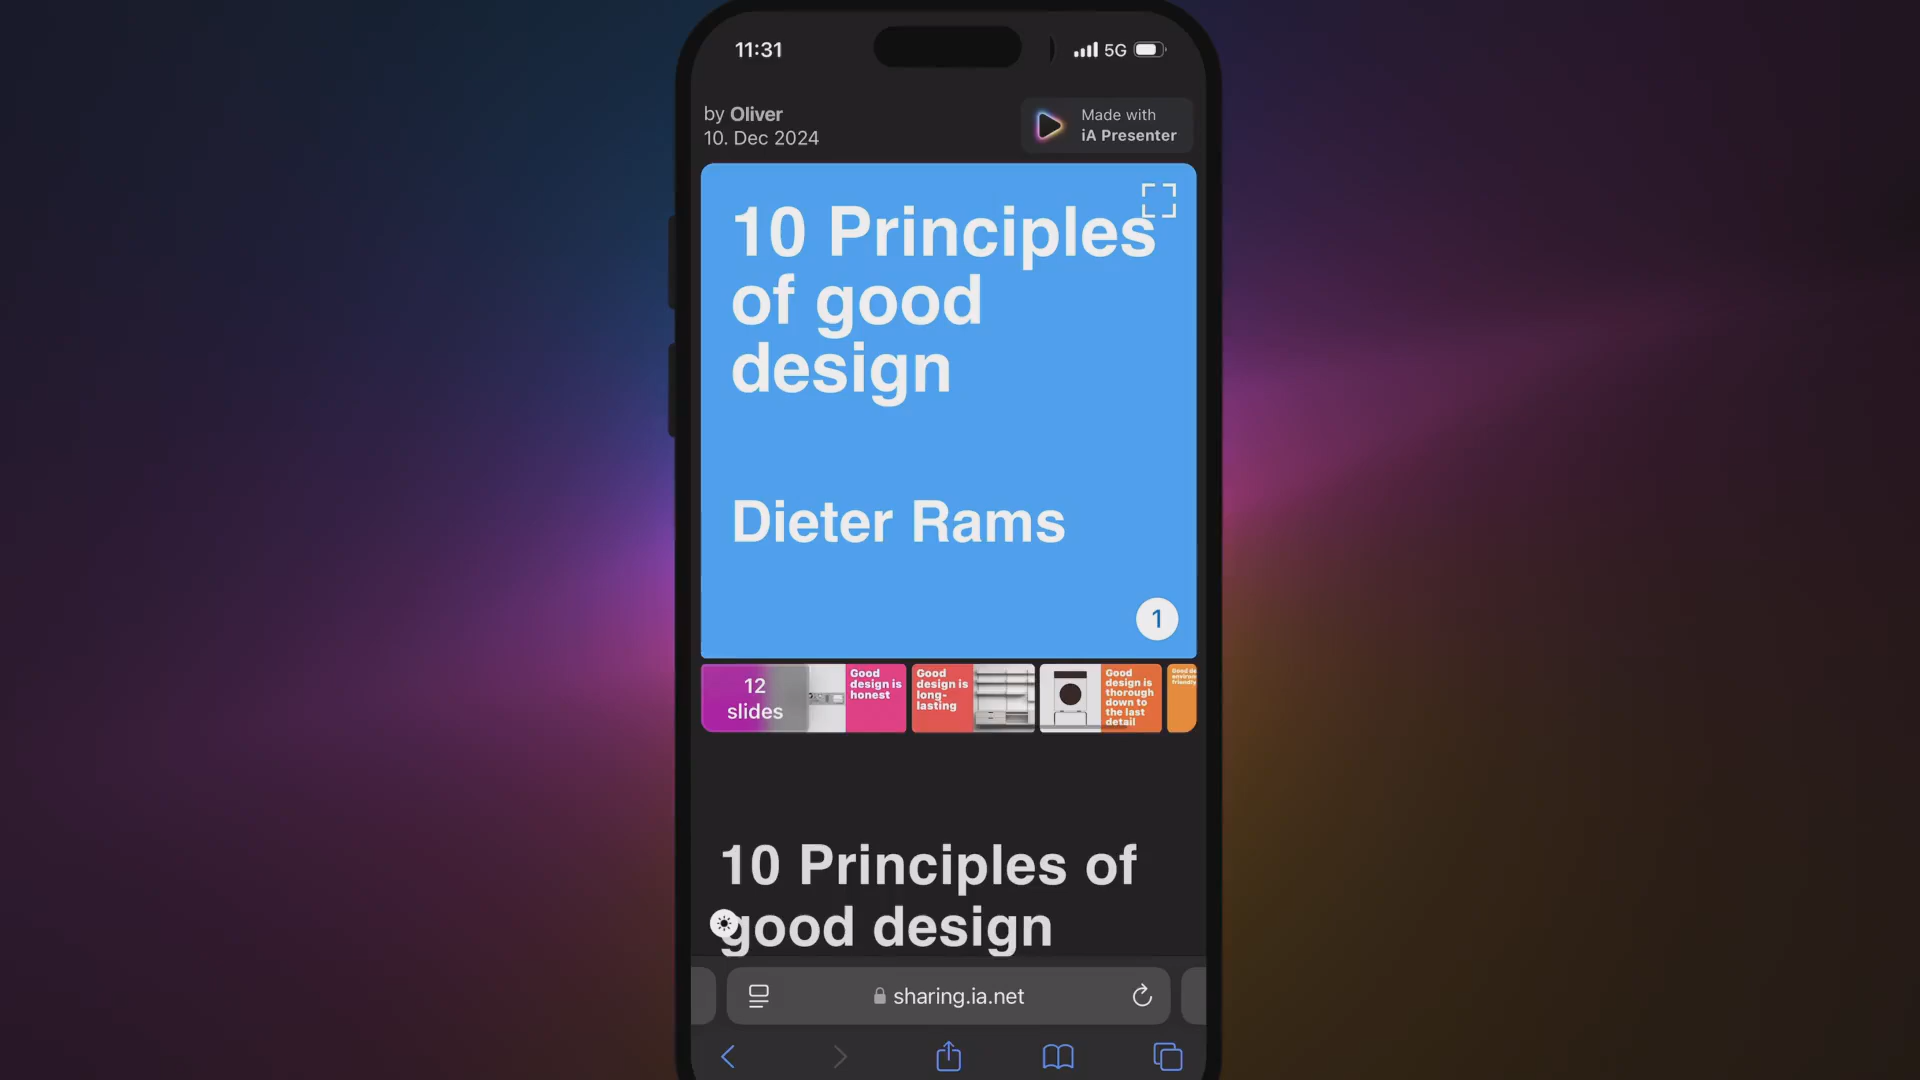 11:31
5G
by Oliver
10. Dec 2024
Made with
iA Presenter
10 Principles
of good
design
Dieter Rams
1
12
slides
Good
design is
honest
Good
design is
long-
lasting
Good
design is
thorough
down to
the last
detail
10 Principles of
good design
sharing.ia.net